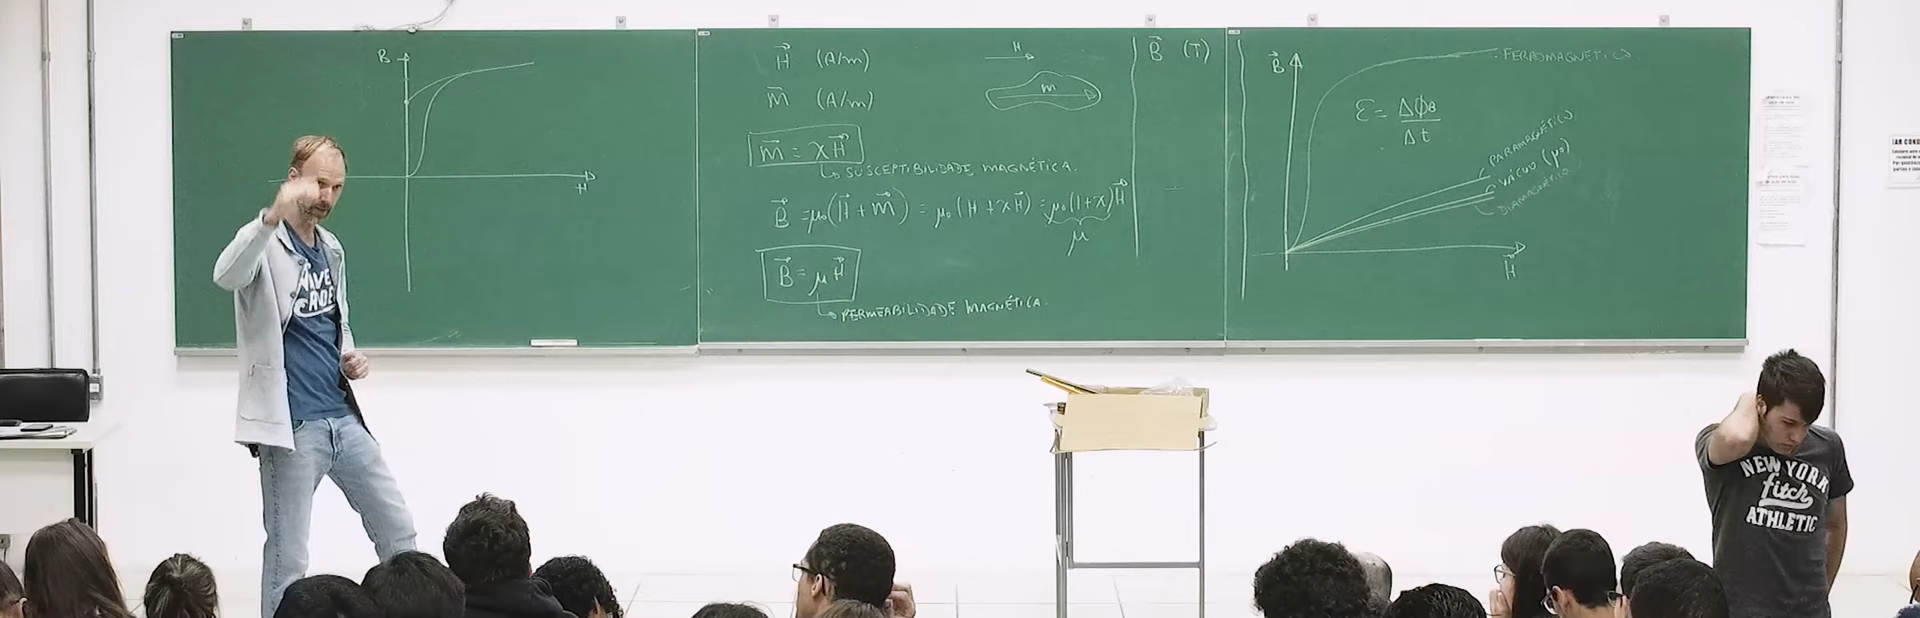 B
H
H⃗ (A/m)
M⃗ (A/m)
H
m
M⃗ = χH⃗
↳ SUSCEPTIBILIDADE MAGNÉTICA.
B⃗ = μ₀(H⃗ + M⃗) = μ₀(H + χH⃗) = μ₀(1+χ)H⃗
μ
B⃗ = μH⃗
↳ PERMEABILIDADE MAGNÉTICA.
B⃗ (T)
B⃗
FERROMAGNÉTICO
ε = ΔϕB / Δt
PARAMAGNÉTICO
VÁCUO (μ₀)
DIAMAGNÉTICO
H⃗
NEW YORK
fitch
ATHLETIC